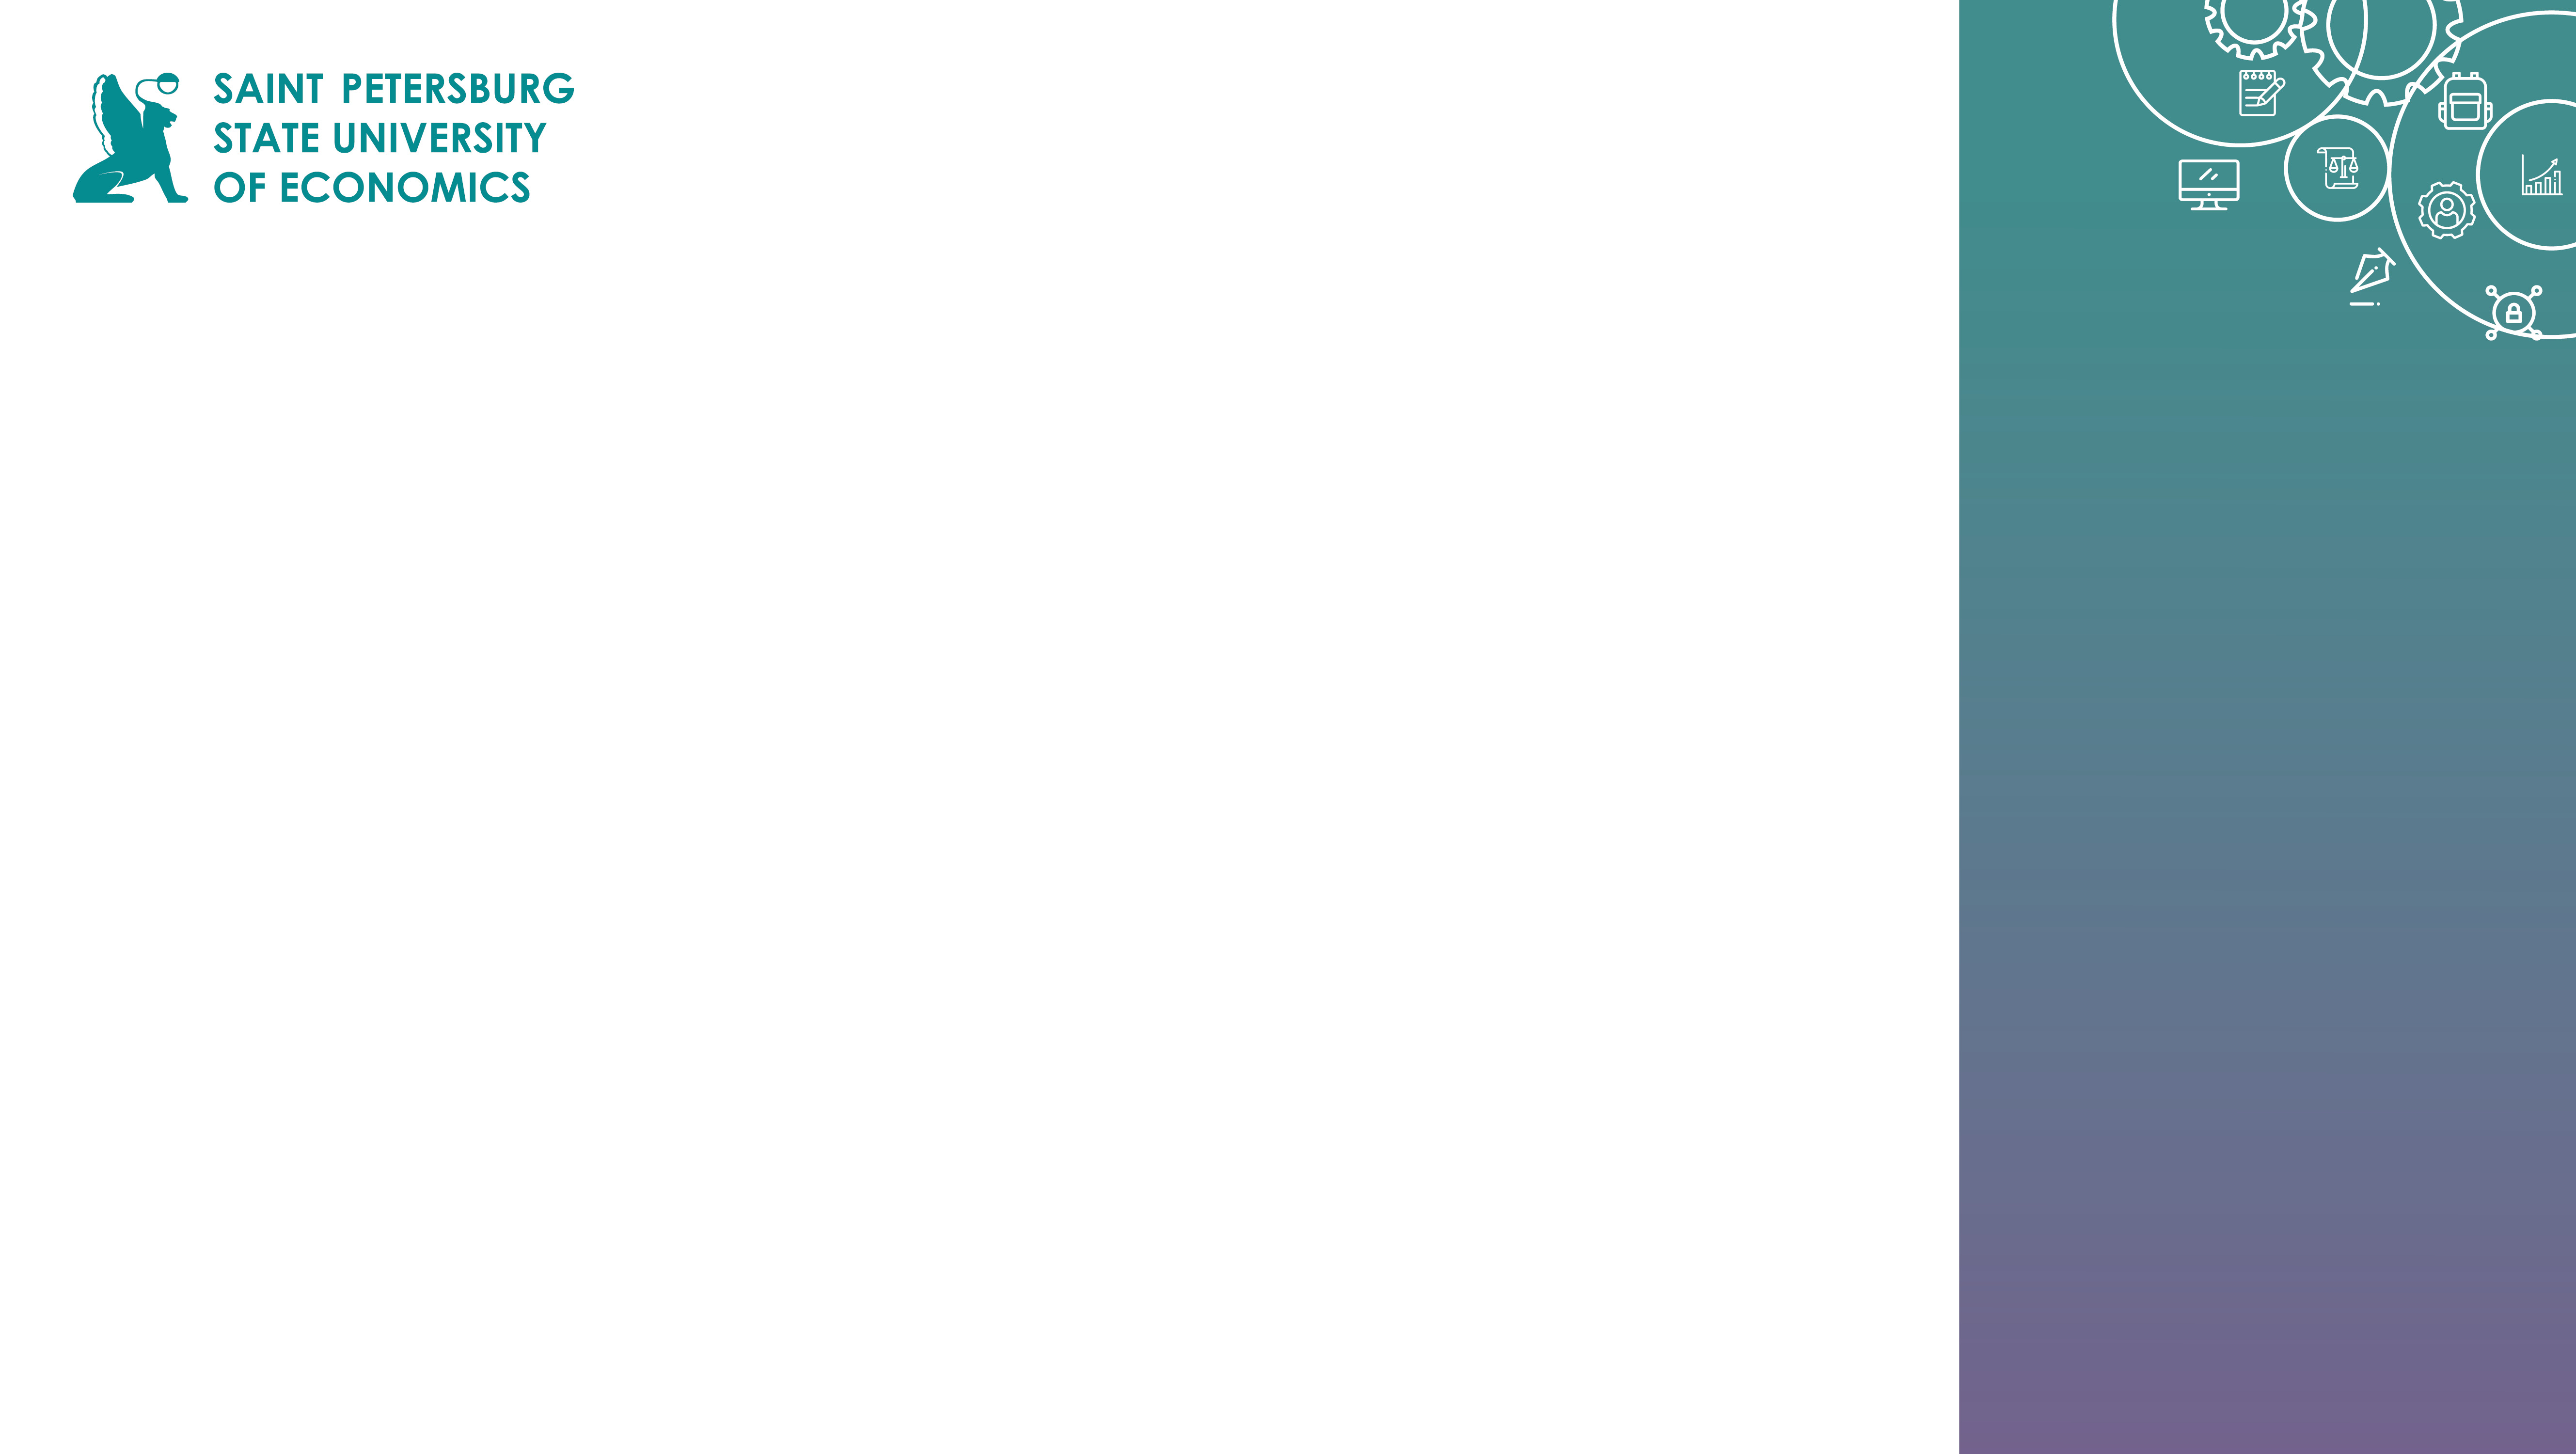 SAINT PETERSBURG
STATE UNIVERSITY
OF ECONOMICS